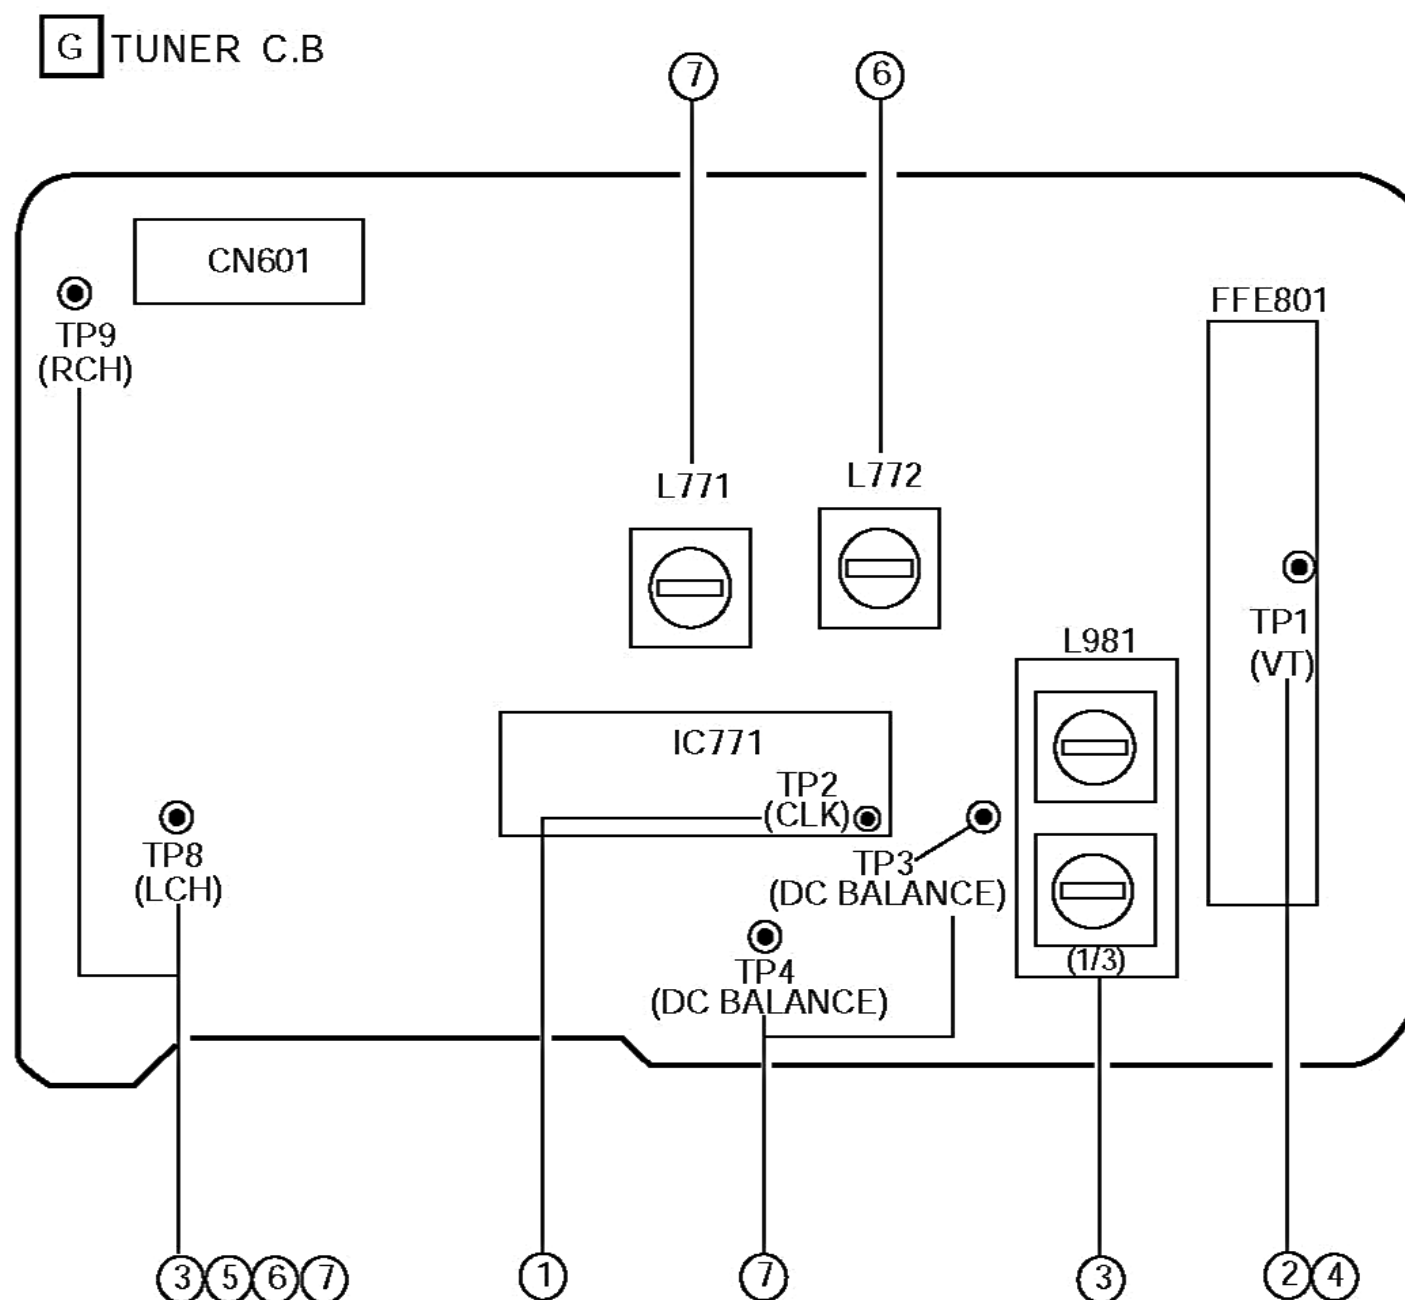 G TUNER C.B
7
6
CN601
TP9
(RCH)
FFE801
L771
L772
TP1
(VT)
L981
IC771
TP2
(CLK)
TP8
(LCH)
TP3
(DC BALANCE)
(1/3)
TP4
(DC BALANCE)
3 5 6 7
1
7
3
2 4